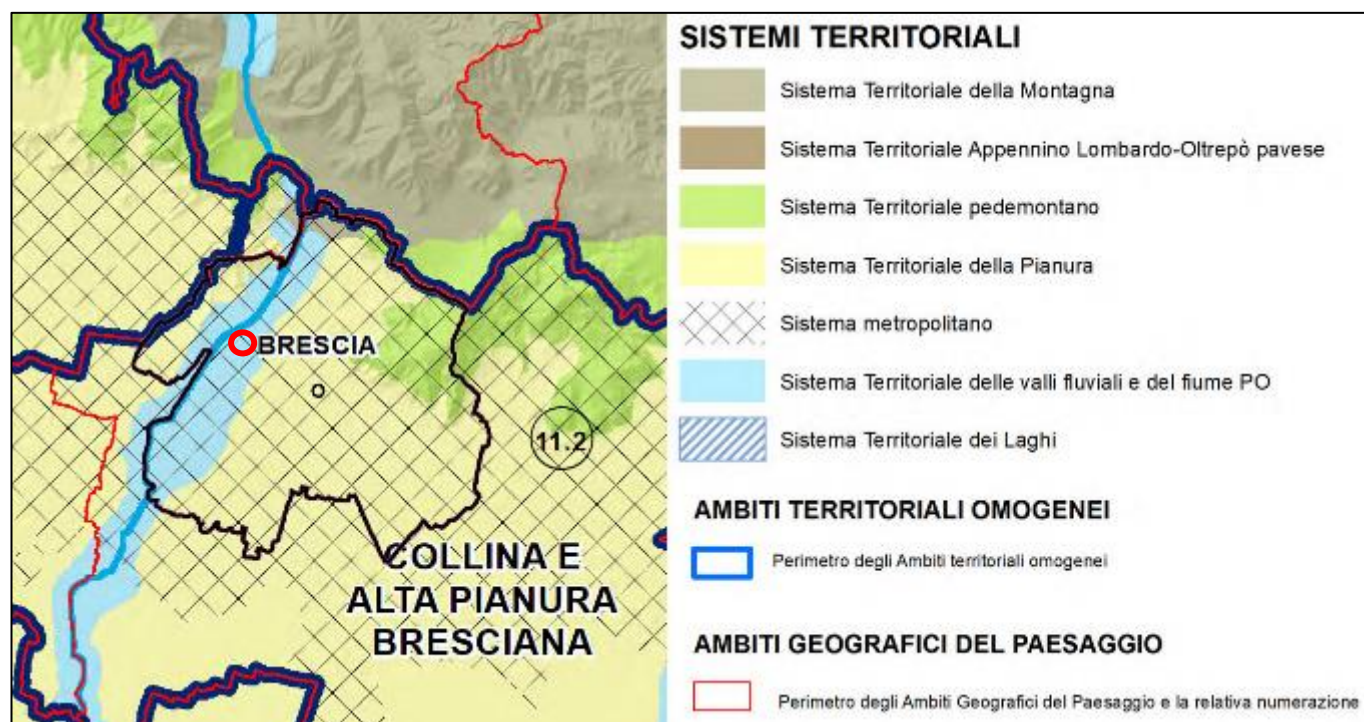 BRESCIA
11.2
COLLINA E
ALTA PIANURA
BRESCIANA
SISTEMI TERRITORIALI
Sistema Territoriale della Montagna
Sistema Territoriale Appennino Lombardo-Oltrepò pavese
Sistema Territoriale pedemontano
Sistema Territoriale della Pianura
Sistema metropolitano
Sistema Territoriale delle valli fluviali e del fiume PO
Sistema Territoriale dei Laghi
AMBITI TERRITORIALI OMOGENEI
Perimetro degli Ambiti territoriali omogenei
AMBITI GEOGRAFICI DEL PAESAGGIO
Perimetro degli Ambiti Geografici del Paesaggio e la relativa numerazione